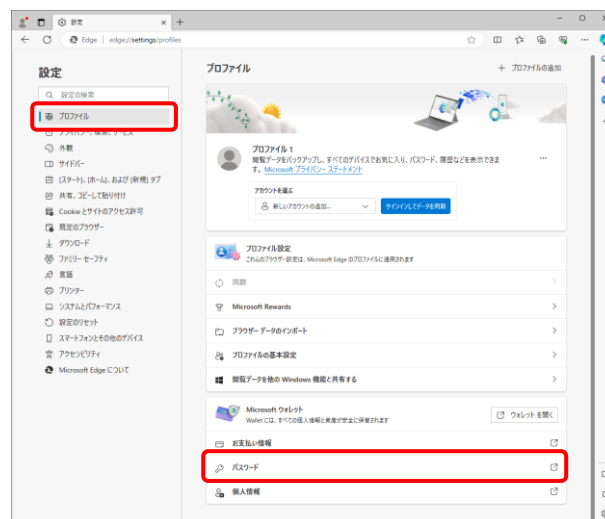 設定
Edge | edge://settings/profiles
設定
設定の検索
プロファイル
プライバシー、検索、サービス
外観
サイドバー
[スタート]、[ホーム]、および [新規] タブ
共有、コピーして貼り付け
Cookie とサイトのアクセス許可
既定のブラウザー
ダウンロード
ファミリー セーフティ
言語
プリンター
システムとパフォーマンス
設定のリセット
スマートフォンとその他のデバイス
アクセシビリティ
Microsoft Edge について
プロファイル
+ プロファイルの追加
プロファイル 1
閲覧データをバックアップし、すべてのデバイスでお気に入り、パスワード、履歴などを表示できま
す。Microsoft プライバシー ステートメント
アカウントを選ぶ
新しいアカウントの追加...
サインインしてデータを同期
プロファイル設定
これらのブラウザー設定は、Microsoft Edge のプロファイルに適用されます
同期
Microsoft Rewards
ブラウザー データのインポート
プロファイルの基本設定
閲覧データを他の Windows 機能と共有する
Microsoft ウォレット
Wallet には、すべての個人情報と資産が安全に保管されます
ウォレットを開く
お支払い情報
パスワード
個人情報